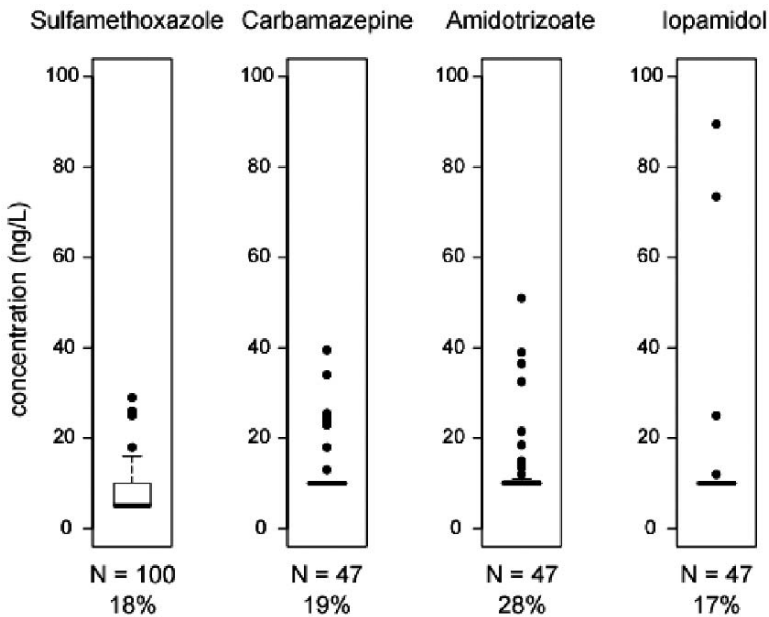 Sulfamethoxazole Carbamazepine Amidotrizoate Iopamidol
100 100 100 100
80 80 80 80
60 60 60 60
40 40 40 40
20 20 20 20
0 0 0 0
concentration (ng/L)
N = 100 N = 47 N = 47 N = 47
18% 19% 28% 17%